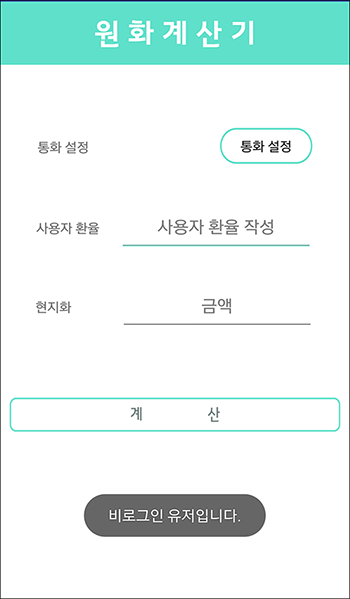 원 화 계 산 기
통화 설정 통화 설정
사용자 환율 사용자 환율 작성
현지화 금액
계 산
비로그인 유저입니다.